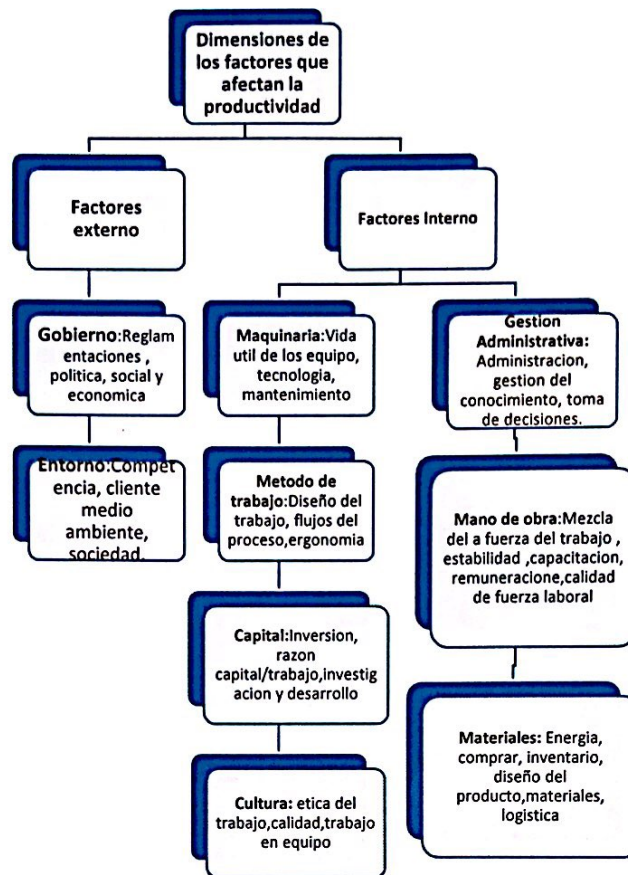 Dimensiones de
los factores que
afectan la
productividad
Factores
externo
Factores Interno
Gobierno:Reglam
entaciones ,
politica, social y
economica
Maquinaria:Vida
util de los equipo,
tecnologia,
mantenimiento
Gestion
Administrativa:
Administracion,
gestion del
conocimiento, toma
de decisiones.
Entorno:Compet
encia, cliente
medio
ambiente,
sociedad.
Metodo de
trabajo:Diseño del
trabajo, flujos del
proceso,ergonomia
Mano de obra:Mezcla
del a fuerza del trabajo ,
estabilidad ,capacitacion,
remuneracione,calidad
de fuerza laboral
Capital:Inversion,
razon
capital/trabajo,investig
acion y desarrollo
Materiales: Energia,
comprar, inventario,
diseño del
producto,materiales,
logistica
Cultura: etica del
trabajo,calidad,trabajo
en equipo